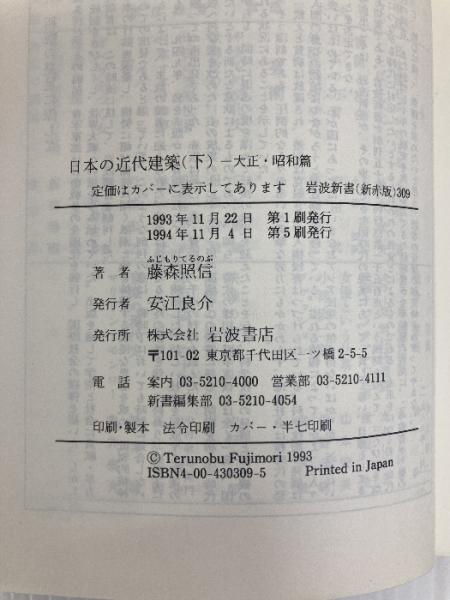 日本の近代建築(下) ―大正・昭和篇
定価はカバーに表示してあります 岩波新書(新赤版)309
1993年11月22日 第1刷発行
1994年11月4日 第5刷発行
ふじもりてるのぶ
著者 藤森照信
発行者 安江良介
発行所 株式会社 岩波書店
〒101-02 東京都千代田区一ツ橋2-5-5
電話 案内 03-5210-4000 営業部 03-5210-4111
新書編集部 03-5210-4054
印刷・製本 法令印刷 カバー・半七印刷
© Terunobu Fujimori 1993
ISBN4-00-430309-5 Printed in Japan